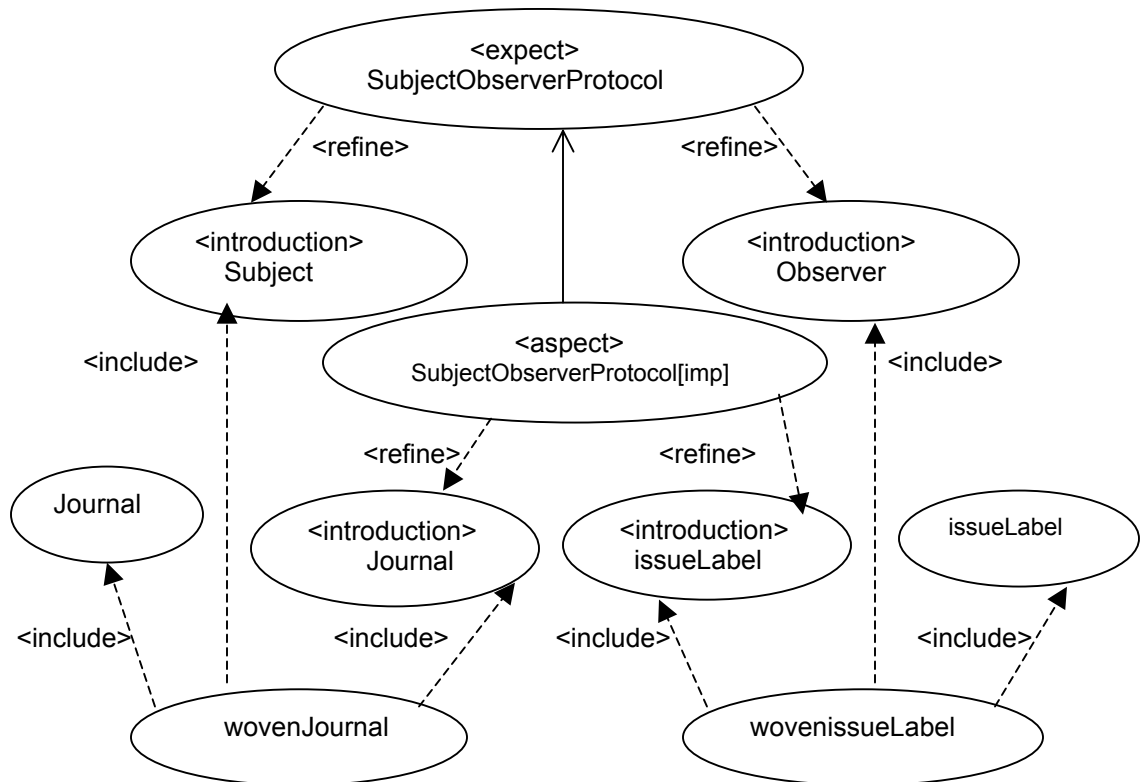 <expect>
SubjectObserverProtocol
<refine>
<refine>
<introduction>
Subject
<introduction>
Observer
<include>
<aspect>
SubjectObserverProtocol[imp]
<include>
<refine>
<refine>
Journal
<introduction>
Journal
<introduction>
issueLabel
issueLabel
<include>
<include>
<include>
<include>
wovenJournal
wovenissueLabel